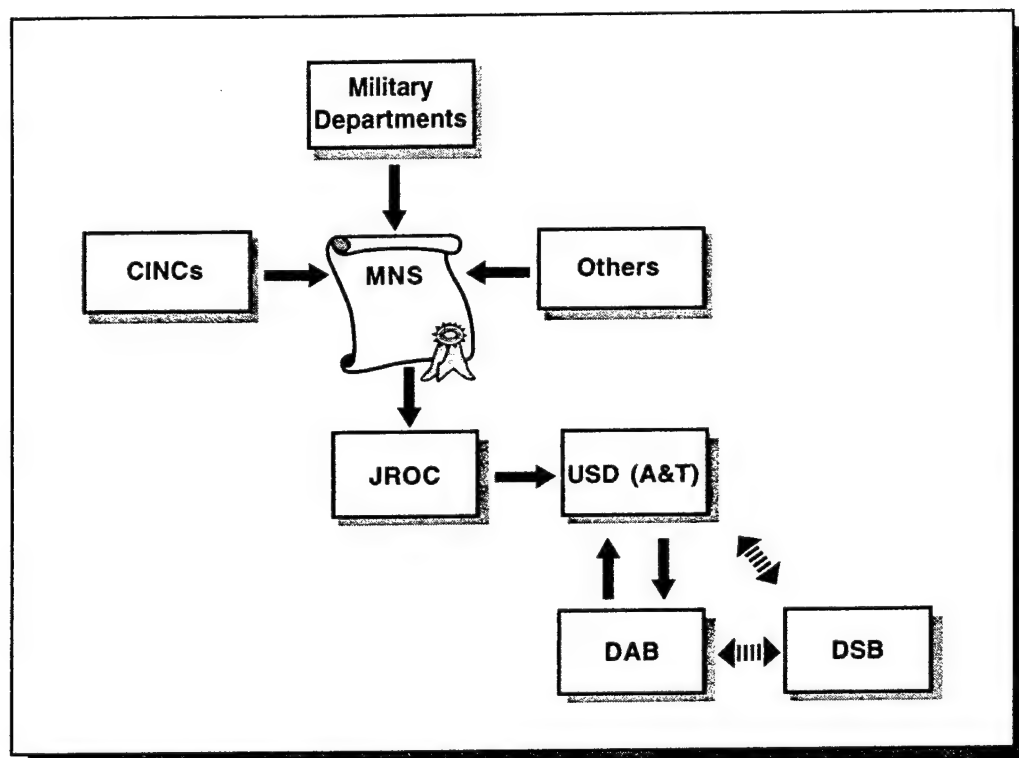 Military
Departments
CINCs
MNS
Others
JROC
USD (A&T)
DAB
DSB